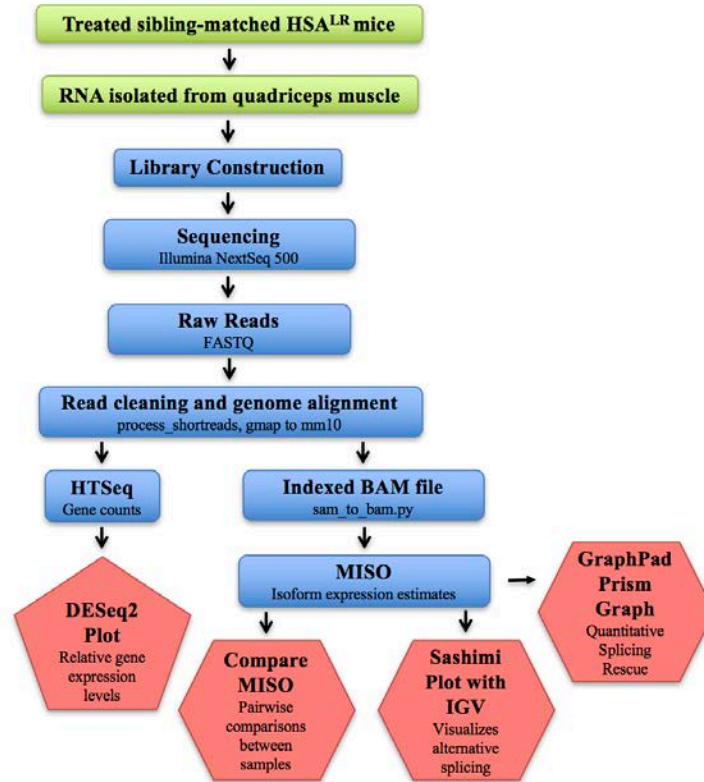 Treated sibling-matched HSA^LR mice
RNA isolated from quadriceps muscle
Library Construction
Sequencing
Illumina NextSeq 500
Raw Reads
FASTQ
Read cleaning and genome alignment
process_shortreads, gmap to mm10
HTSeq
Gene counts
Indexed BAM file
sam_to_bam.py
MISO
Isoform expression estimates
GraphPad
Prism
Graph
Quantitative
Splicing
Rescue
DESeq2
Plot
Relative gene
expression
levels
Compare
MISO
Pairwise
comparisons
between
samples
Sashimi
Plot with
IGV
Visualizes
alternative
splicing